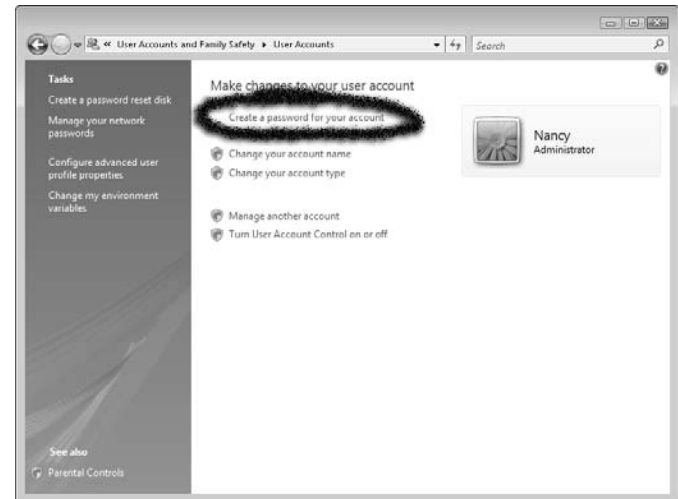 « User Accounts and Family Safety ▸ User Accounts
Search
Tasks
Create a password reset disk
Manage your network
passwords
Configure advanced user
profile properties
Change my environment
variables
See also
Parental Controls
Make changes to your user account
Create a password for your account
Change your account name
Change your account type
Manage another account
Turn User Account Control on or off
Nancy
Administrator